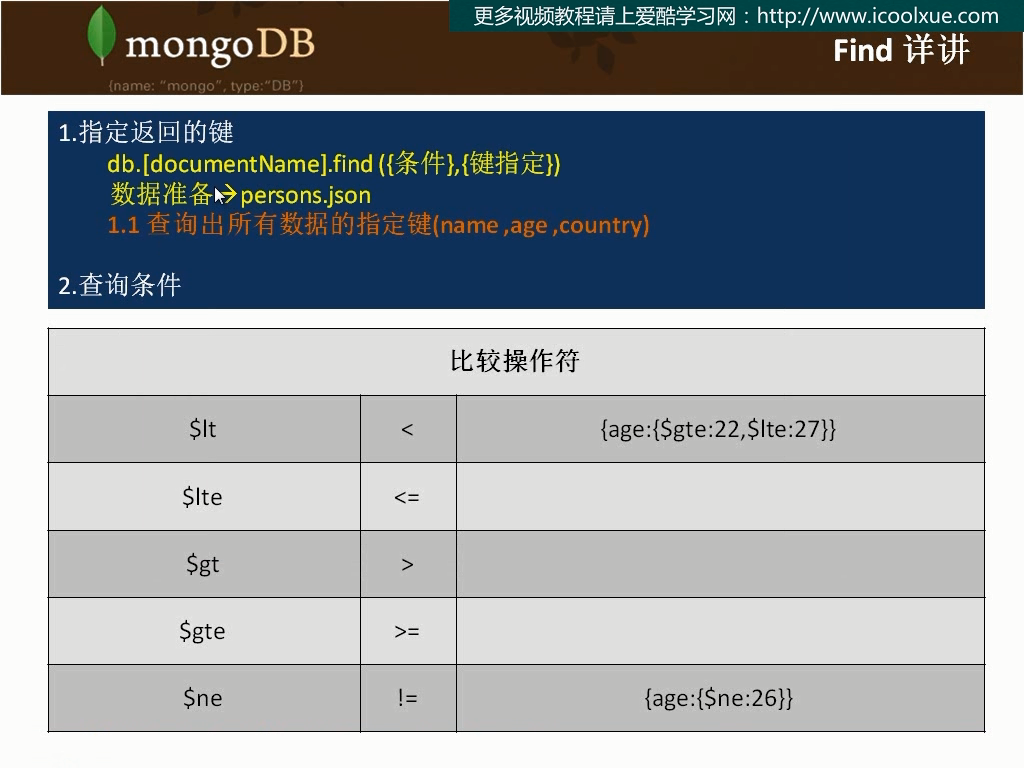 更多视频教程请上爱酷学习网：http://www.icoolxue.com
mongoDB
{name: “mongo”, type:“DB”}
Find 详讲
1.指定返回的键
db.[documentName].find ({条件},{键指定})
数据准备→persons.json
1.1 查询出所有数据的指定键(name ,age ,country)
2.查询条件
比较操作符
$lt < {age:{$gte:22,$lte:27}}
$lte <=
$gt >
$gte >=
$ne != {age:{$ne:26}}